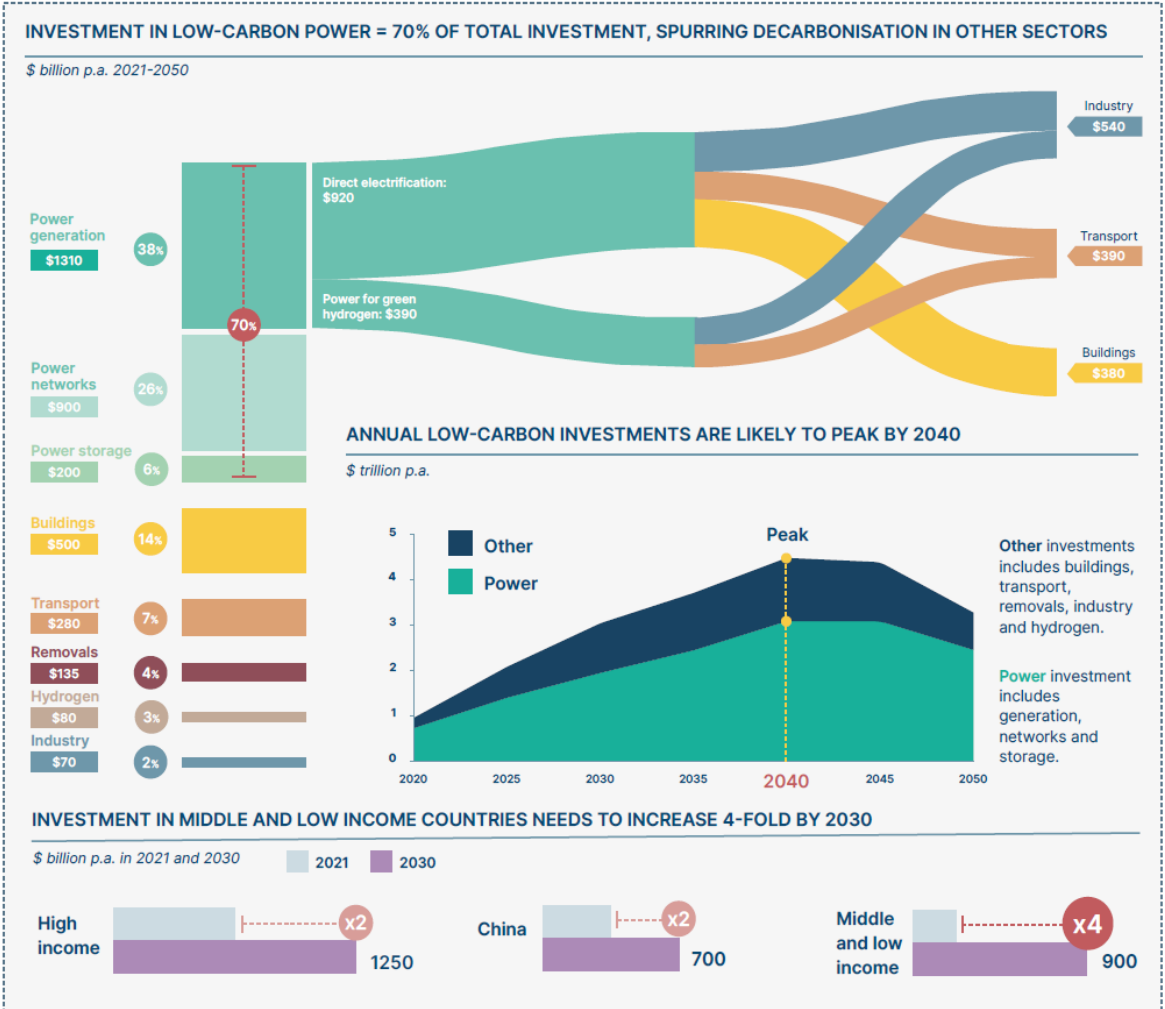 INVESTMENT IN LOW-CARBON POWER = 70% OF TOTAL INVESTMENT, SPURRING DECARBONISATION IN OTHER SECTORS
$ billion p.a. 2021-2050
Power
generation
$1310
38%
Power
networks
$900
26%
Power storage
$200
6%
70%
Buildings
$500
14%
Transport
$280
7%
Removals
$135
4%
Hydrogen
$80
3%
Industry
$70
2%
Direct electrification:
$920
Power for green
hydrogen: $390
Industry
$540
Transport
$390
Buildings
$380
ANNUAL LOW-CARBON INVESTMENTS ARE LIKELY TO PEAK BY 2040
$ trillion p.a.
5
4
3
2
1
0
Other
Power
Peak
2020
2025
2030
2035
2040
2045
2050
Other investments
includes buildings,
transport,
removals, industry
and hydrogen.
Power investment
includes
generation,
networks and
storage.
INVESTMENT IN MIDDLE AND LOW INCOME COUNTRIES NEEDS TO INCREASE 4-FOLD BY 2030
$ billion p.a. in 2021 and 2030
2021
2030
High
income
x2
1250
China
x2
700
Middle
and low
income
x4
900